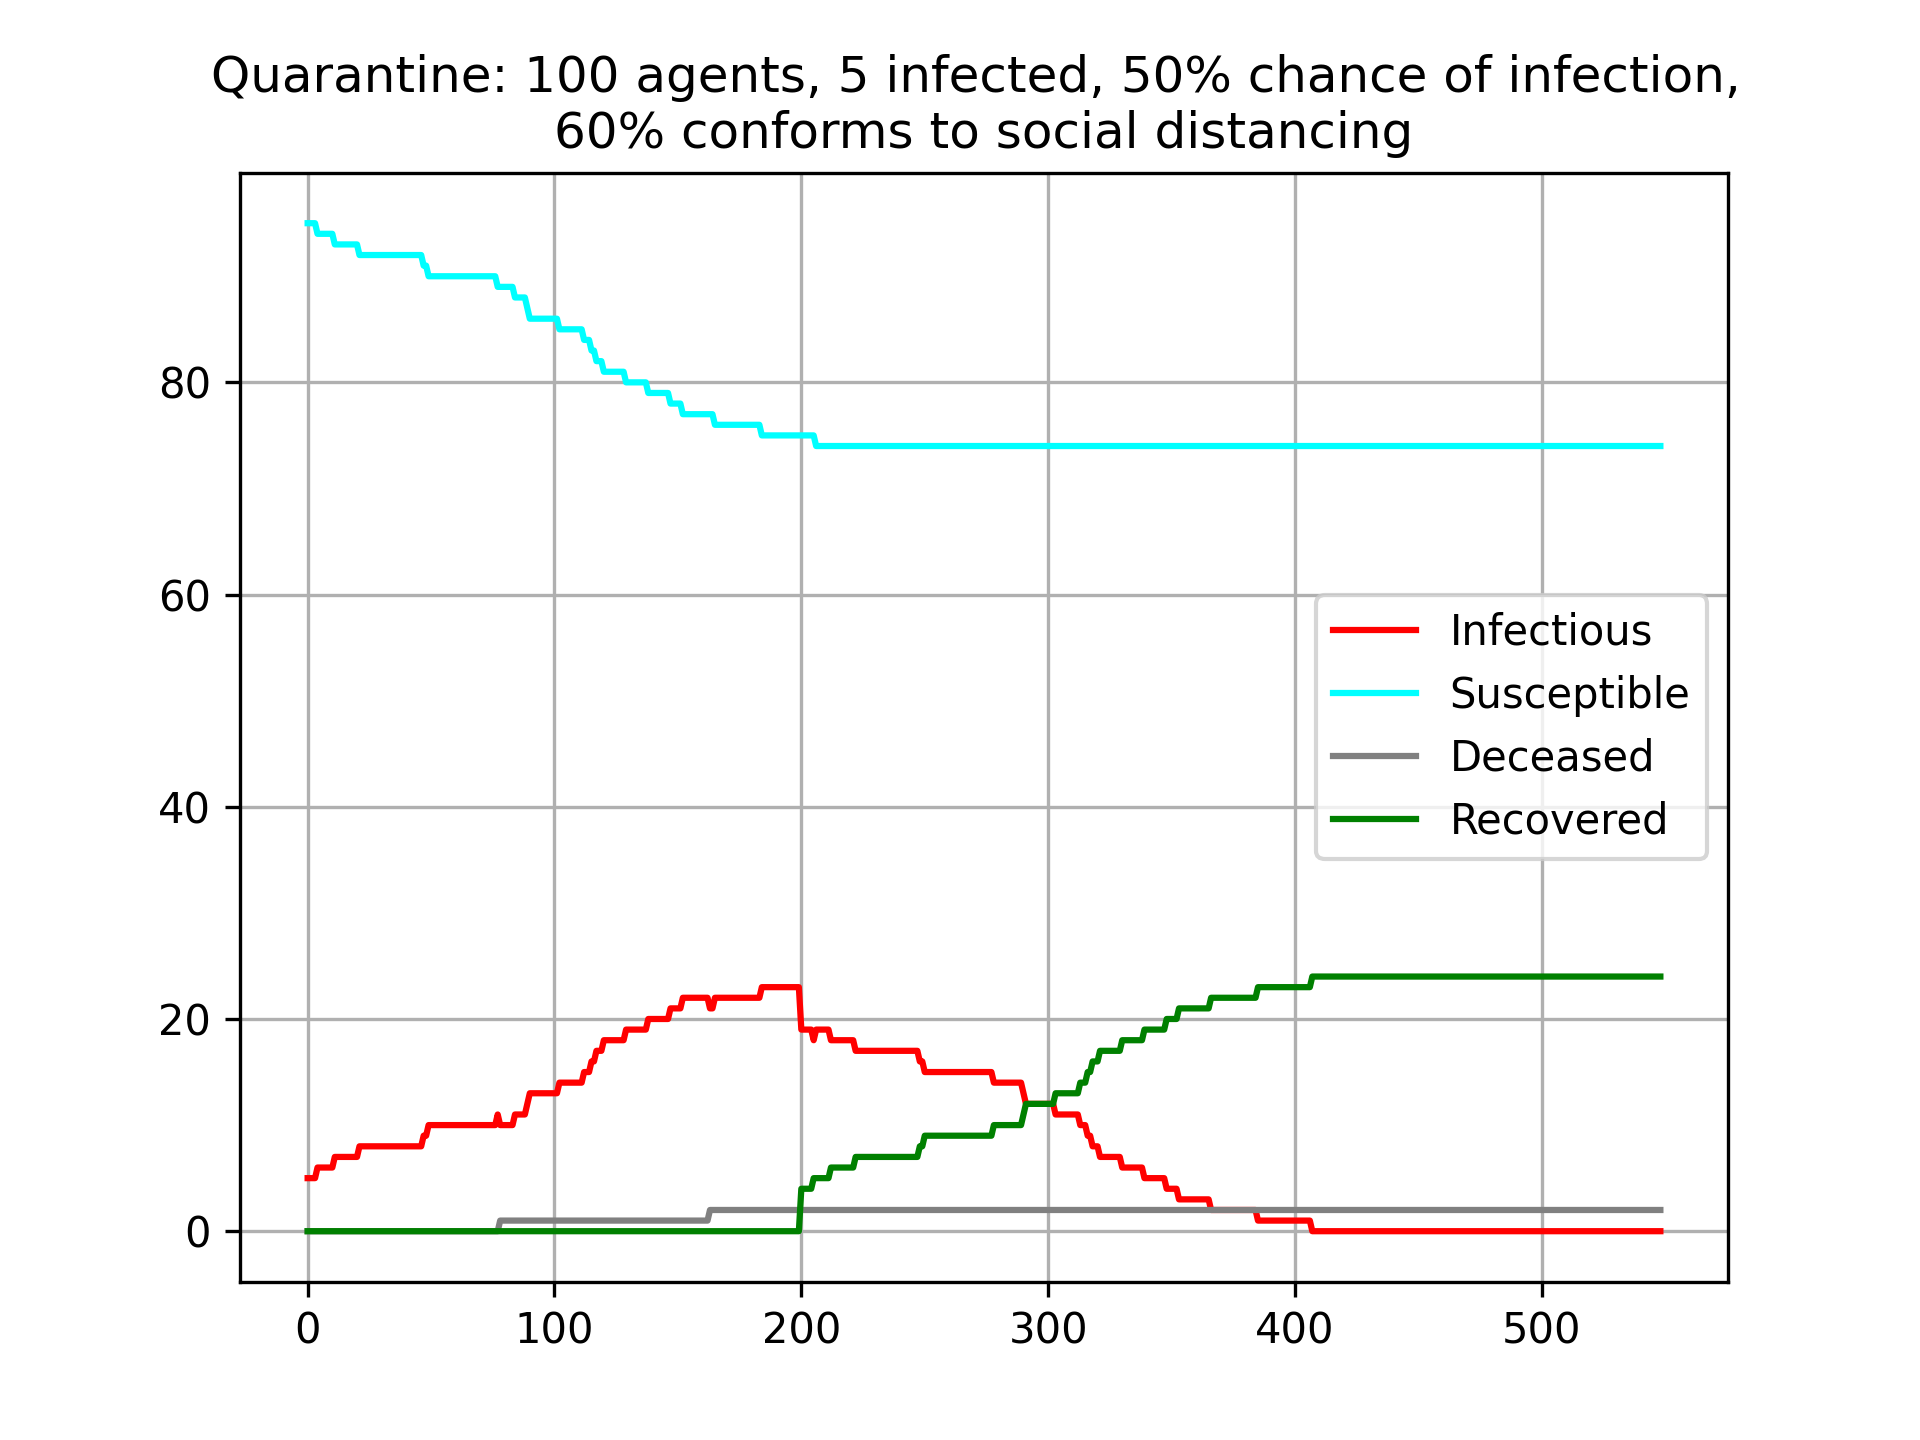 Quarantine: 100 agents, 5 infected, 50% chance of infection,
60% conforms to social distancing
80
60
40
20
0
Infectious
Susceptible
Deceased
Recovered
0 100 200 300 400 500